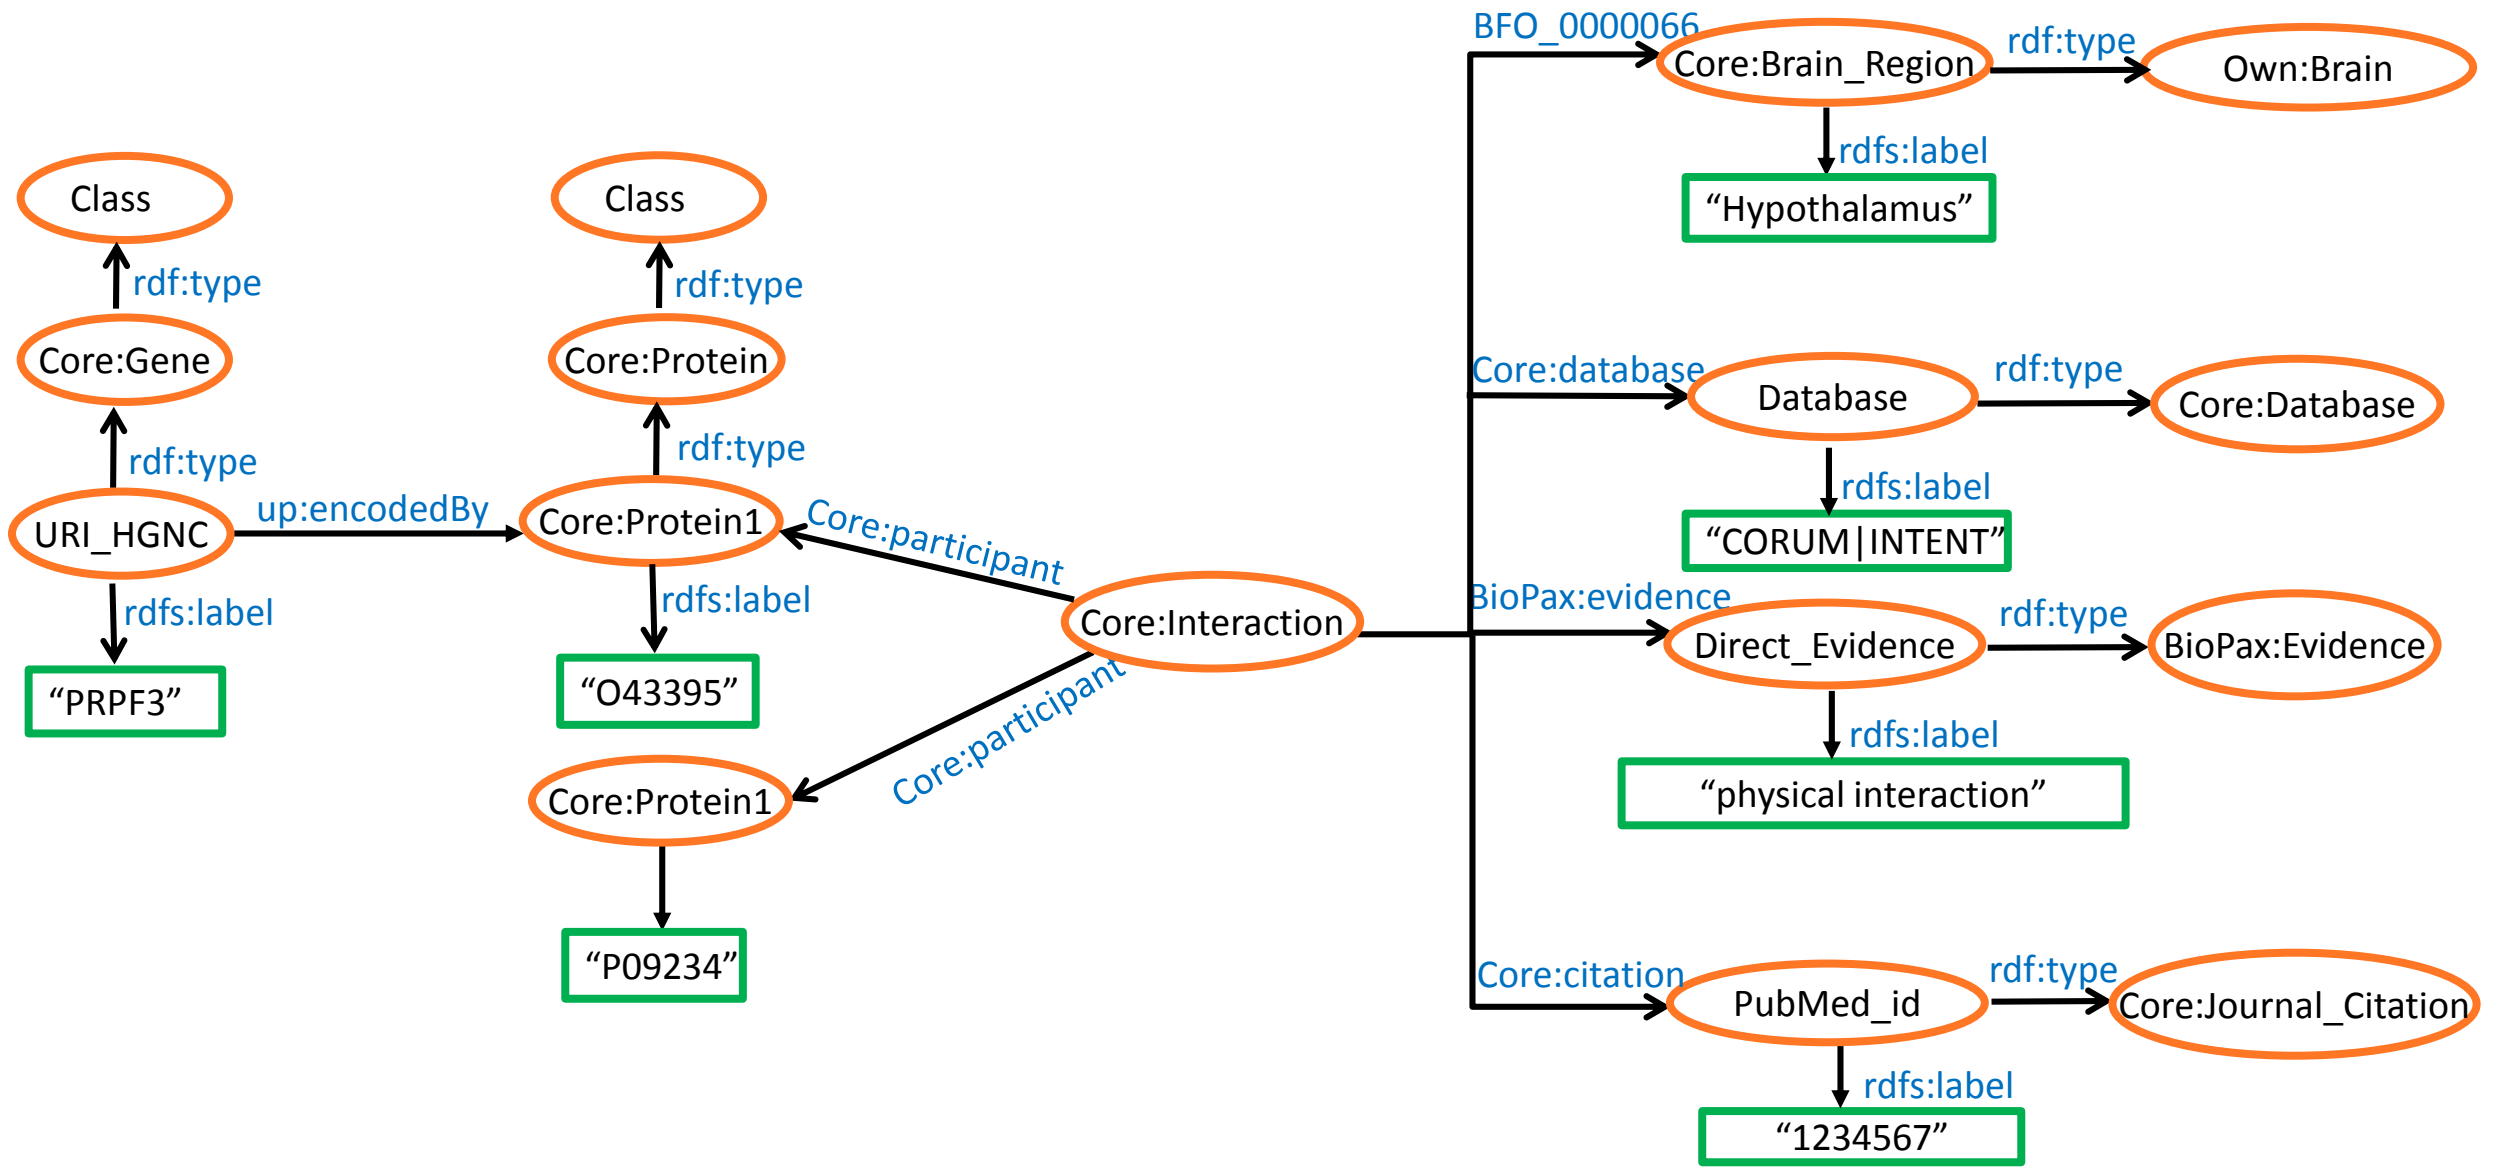 BFO_0000066
Core:Brain_Region
rdf:type
Own:Brain
rdfs:label
“Hypothalamus”
Class
Class
rdf:type
rdf:type
Core:Gene
Core:Protein
Core:database
Database
rdf:type
Core:Database
rdf:type
rdf:type
rdfs:label
URI_HGNC
up:encodedBy
Core:Protein1
Core:participant
“CORUM|INTENT”
rdfs:label
rdfs:label
Core:Interaction
BioPax:evidence
Direct_Evidence
rdf:type
BioPax:Evidence
“PRPF3”
“O43395”
Core:participant
rdfs:label
“physical interaction”
Core:Protein1
“P09234”
Core:citation
PubMed_id
rdf:type
Core:Journal_Citation
rdfs:label
“1234567”